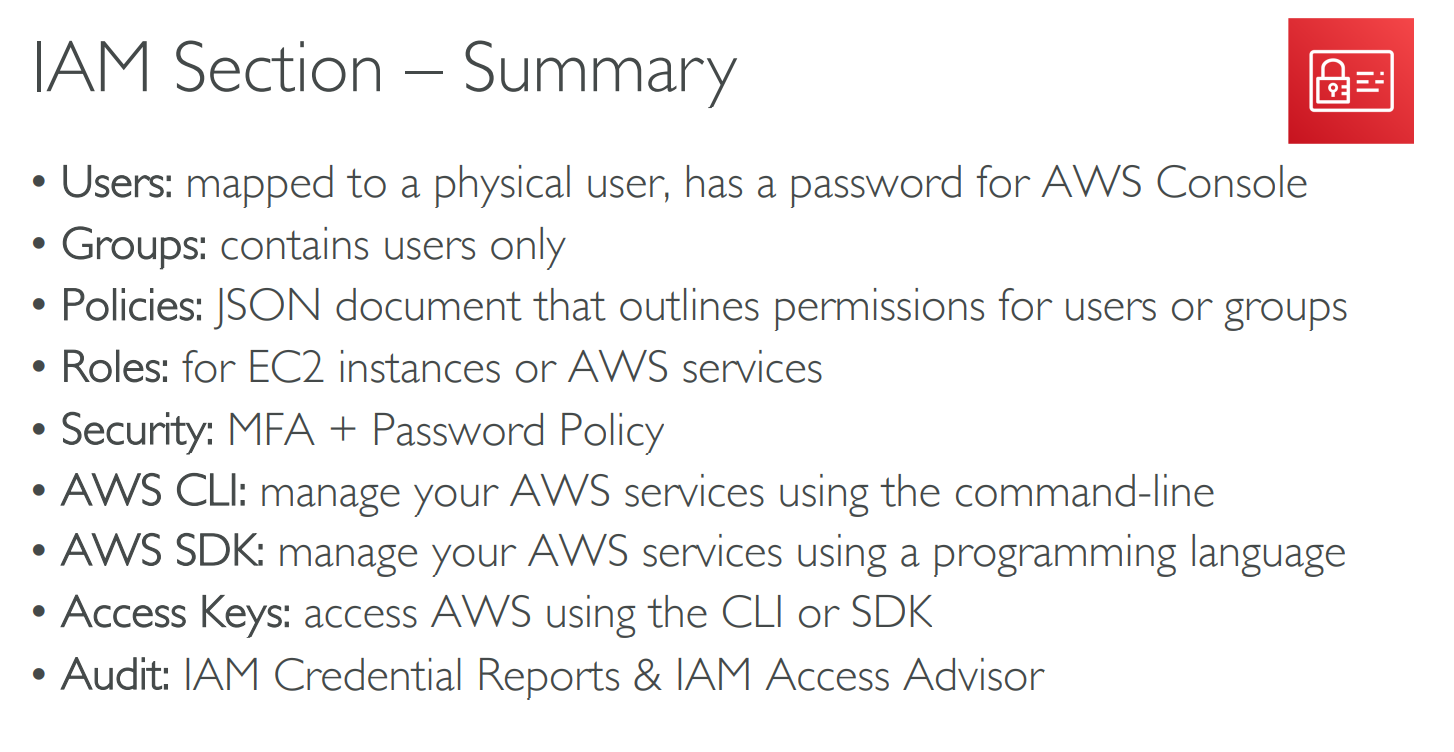 IAM Section – Summary
• Users: mapped to a physical user, has a password for AWS Console
• Groups: contains users only
• Policies: JSON document that outlines permissions for users or groups
• Roles: for EC2 instances or AWS services
• Security: MFA + Password Policy
• AWS CLI: manage your AWS services using the command-line
• AWS SDK: manage your AWS services using a programming language
• Access Keys: access AWS using the CLI or SDK
• Audit: IAM Credential Reports & IAM Access Advisor